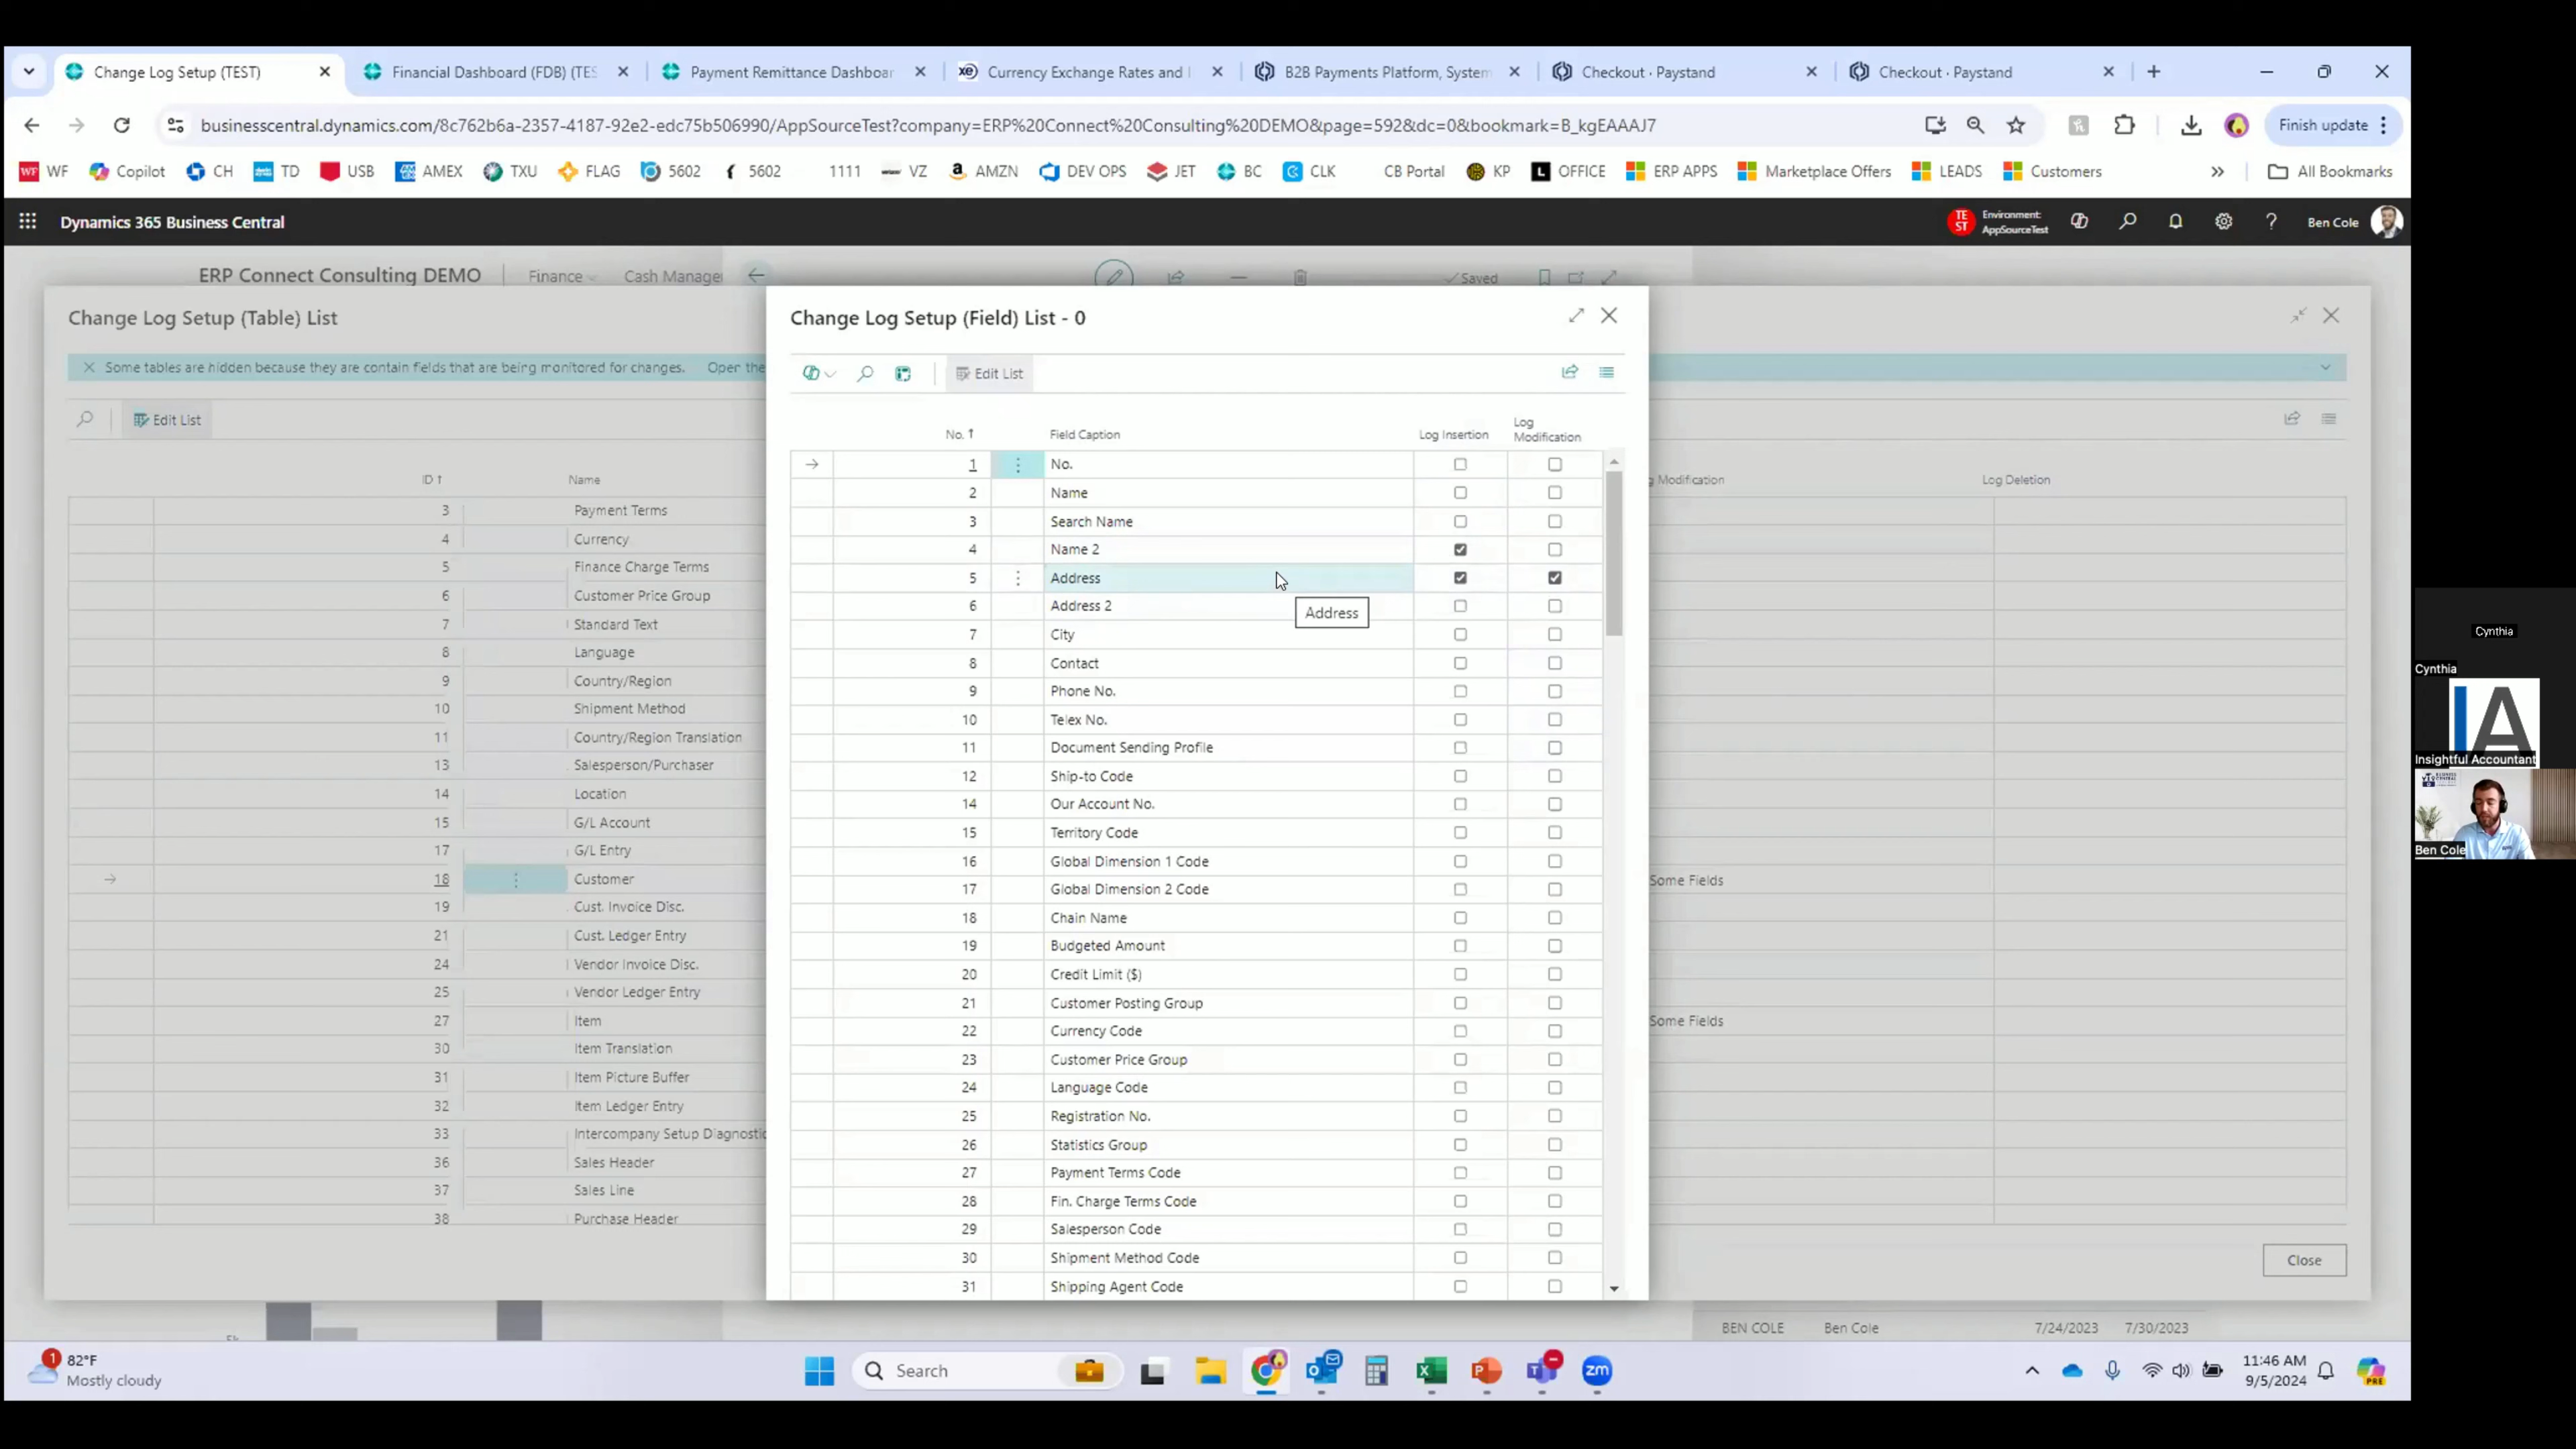 Change Log Setup (TEST)
Financial Dashboard (FDB) (TES
Payment Remittance Dashboar
Currency Exchange Rates and I
B2B Payments Platform, System
Checkout · Paystand
Checkout · Paystand
businesscentral.dynamics.com/8c762b6a-2357-4187-92e2-edc75b506990/AppSourceTest?company=ERP%20Connect%20Consulting%20DEMO&page=592&dc=0&bookmark=B_kgEAAAJ7
Finish update
WF
Copilot
CH
TD
USB
AMEX
TXU
FLAG
5602
5602
1111
VZ
AMZN
DEV OPS
JET
BC
CLK
CB Portal
KP
OFFICE
ERP APPS
Marketplace Offers
LEADS
Customers
All Bookmarks
Dynamics 365 Business Central
TE
ST
Environment:
AppSourceTest
Ben Cole
ERP Connect Consulting DEMO
Finance
Cash Manage
Saved
Change Log Setup (Table) List
Some tables are hidden because they are contain fields that are being monitored for changes.
Open the
Edit List
ID ↑ Name
3 Payment Terms
4 Currency
5 Finance Charge Terms
6 Customer Price Group
7 Standard Text
8 Language
9 Country/Region
10 Shipment Method
11 Country/Region Translation
13 Salesperson/Purchaser
14 Location
15 G/L Account
17 G/L Entry
18 Customer
19 Cust. Invoice Disc.
21 Cust. Ledger Entry
24 Vendor Invoice Disc.
25 Vendor Ledger Entry
27 Item
30 Item Translation
31 Item Picture Buffer
32 Item Ledger Entry
33 Intercompany Setup Diagnostic
36 Sales Header
37 Sales Line
38 Purchase Header
Change Log Setup (Field) List - 0
Edit List
No. ↑ Field Caption Log Insertion Log Modification
1 No.
2 Name
3 Search Name
4 Name 2
5 Address
6 Address 2
Address
7 City
8 Contact
9 Phone No.
10 Telex No.
11 Document Sending Profile
12 Ship-to Code
14 Our Account No.
15 Territory Code
16 Global Dimension 1 Code
17 Global Dimension 2 Code
18 Chain Name
19 Budgeted Amount
20 Credit Limit ($)
21 Customer Posting Group
22 Currency Code
23 Customer Price Group
24 Language Code
25 Registration No.
26 Statistics Group
27 Payment Terms Code
28 Fin. Charge Terms Code
29 Salesperson Code
30 Shipment Method Code
31 Shipping Agent Code
Modification
Log Deletion
Some Fields
Some Fields
Close
BEN COLE Ben Cole 7/24/2023 7/30/2023
Cynthia
Cynthia
IA
Insightful Accountant
Ben Cole
1
82°F
Mostly cloudy
Search
11:46 AM
9/5/2024
PRE